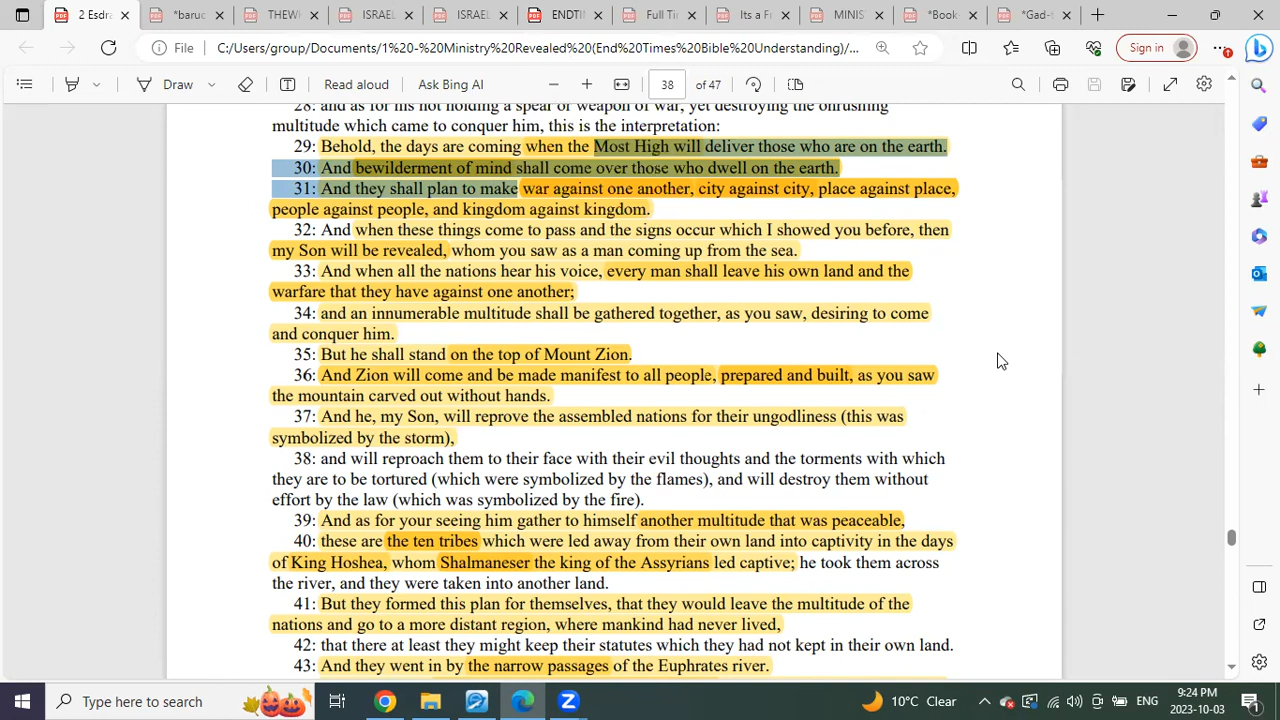 2 Esdra
*baruc
THEWI
ISRAEL
ISRAEL
ENDTIN
Full Tim
Its a Fr
MINIS
*Book-
*Gad-t
File
C:/Users/group/Documents/1%20-%20Ministry%20Revealed%20(End%20Times%20Bible%20Understanding)/...
Sign in
Draw
Read aloud
Ask Bing AI
38
of 47
28: and as for his not holding a spear or weapon of war, yet destroying the onrushing
multitude which came to conquer him, this is the interpretation:
29: Behold, the days are coming when the Most High will deliver those who are on the earth.
30: And bewilderment of mind shall come over those who dwell on the earth.
31: And they shall plan to make war against one another, city against city, place against place,
people against people, and kingdom against kingdom.
32: And when these things come to pass and the signs occur which I showed you before, then
my Son will be revealed, whom you saw as a man coming up from the sea.
33: And when all the nations hear his voice, every man shall leave his own land and the
warfare that they have against one another;
34: and an innumerable multitude shall be gathered together, as you saw, desiring to come
and conquer him.
35: But he shall stand on the top of Mount Zion.
36: And Zion will come and be made manifest to all people, prepared and built, as you saw
the mountain carved out without hands.
37: And he, my Son, will reprove the assembled nations for their ungodliness (this was
symbolized by the storm),
38: and will reproach them to their face with their evil thoughts and the torments with which
they are to be tortured (which were symbolized by the flames), and will destroy them without
effort by the law (which was symbolized by the fire).
39: And as for your seeing him gather to himself another multitude that was peaceable,
40: these are the ten tribes which were led away from their own land into captivity in the days
of King Hoshea, whom Shalmaneser the king of the Assyrians led captive; he took them across
the river, and they were taken into another land.
41: But they formed this plan for themselves, that they would leave the multitude of the
nations and go to a more distant region, where mankind had never lived,
42: that there at least they might keep their statutes which they had not kept in their own land.
43: And they went in by the narrow passages of the Euphrates river.
Type here to search
10°C Clear
ENG
9:24 PM
2023-10-03